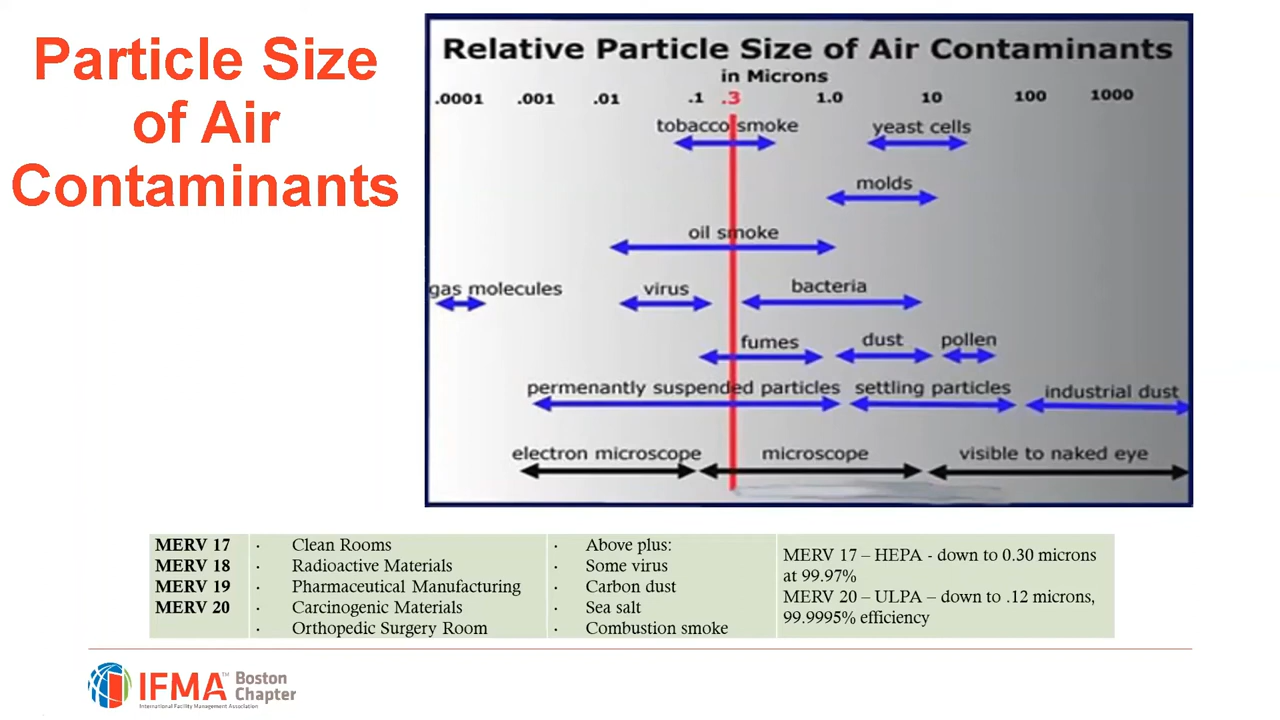 Particle Size
of Air
Contaminants
Relative Particle Size of Air Contaminants
in Microns
.0001 .001 .01 .1 .3 1.0 10 100 1000
tobacco smoke yeast cells
molds
oil smoke
gas molecules virus bacteria
fumes dust pollen
permenantly suspended particles settling particles industrial dust
electron microscope microscope visible to naked eye
MERV 17
MERV 18
MERV 19
MERV 20
· Clean Rooms
· Radioactive Materials
· Pharmaceutical Manufacturing
· Carcinogenic Materials
· Orthopedic Surgery Room
· Above plus:
· Some virus
· Carbon dust
· Sea salt
· Combustion smoke
MERV 17 – HEPA - down to 0.30 microns
at 99.97%
MERV 20 – ULPA – down to .12 microns,
99.9995% efficiency
IFMA™ Boston
Chapter
International Facility Management Association